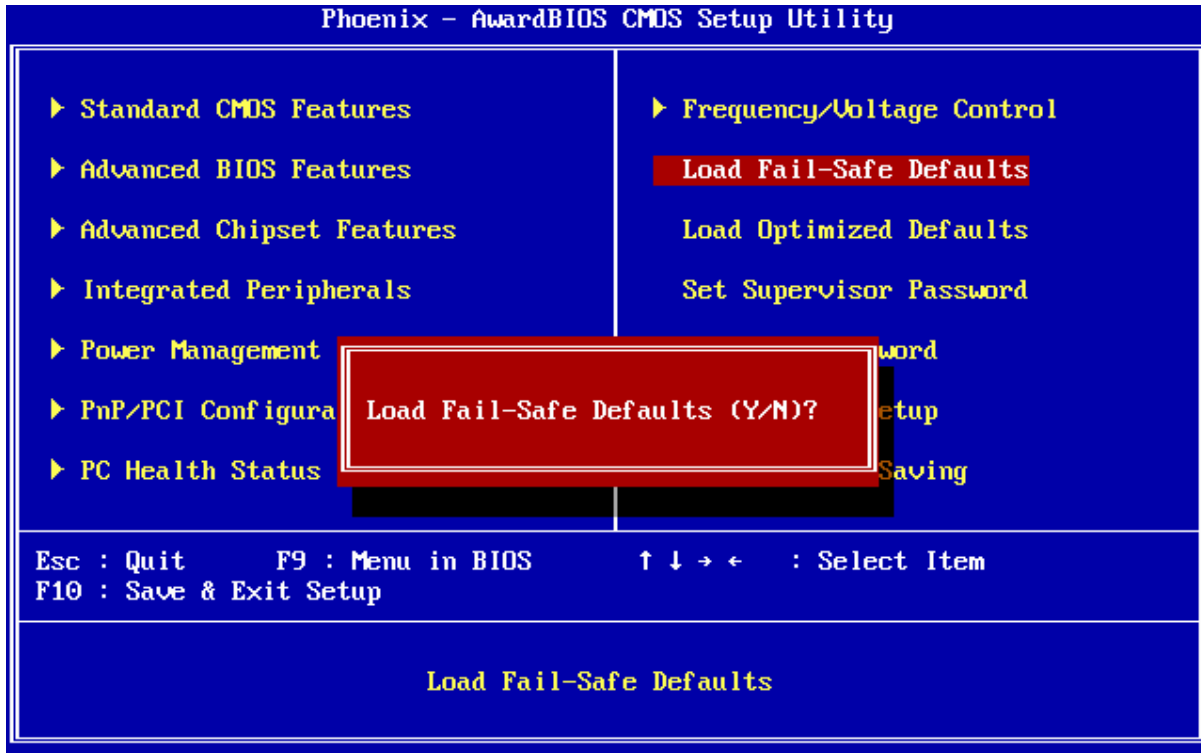 Phoenix - AwardBIOS CMOS Setup Utility
Standard CMOS Features
Advanced BIOS Features
Advanced Chipset Features
Integrated Peripherals
Power Management
PnP/PCI Configura
PC Health Status
Frequency/Voltage Control
Load Fail-Safe Defaults
Load Optimized Defaults
Set Supervisor Password
word
etup
Saving
Load Fail-Safe Defaults (Y/N)?
Esc : Quit F9 : Menu in BIOS ↑ ↓ → ← : Select Item
F10 : Save & Exit Setup
Load Fail-Safe Defaults